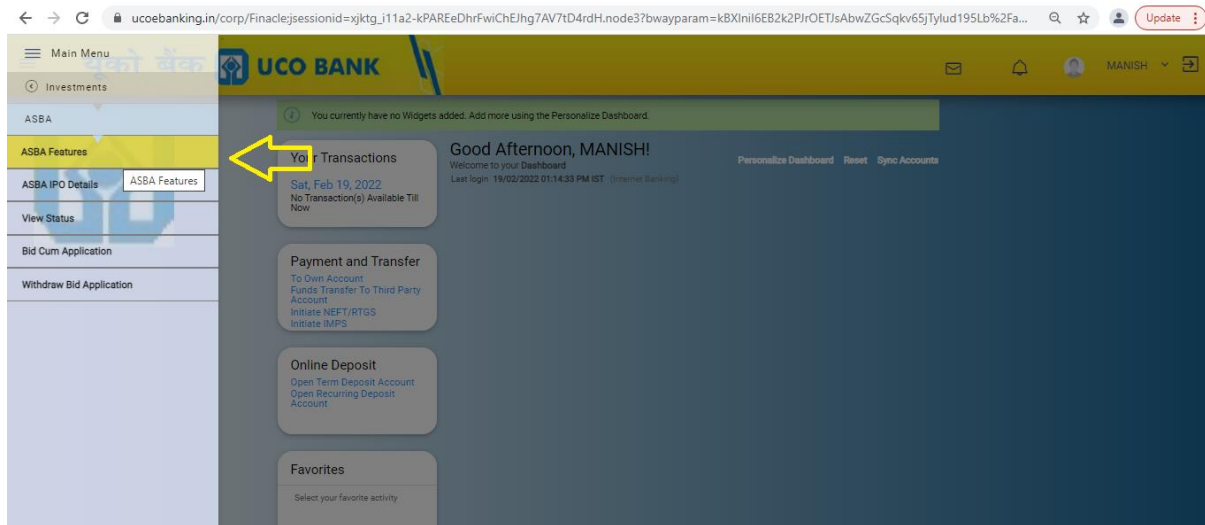 ucoebanking.in/corp/Finacle;jsessionid=xjktg_i11a2-kPAREeDhrFwiChEJhg7AV7tD4rdH.node3?bwayparam=kBXlniI6EB2k2PJrOETJsAbwZGcSqkv65jTylud195Lb%2Fa...
Update
Main Menu
यूको बैंक
UCO BANK
MANISH
Investments
ASBA
ASBA Features
ASBA IPO Details
ASBA Features
View Status
Bid Cum Application
Withdraw Bid Application
You currently have no Widgets added. Add more using the Personalize Dashboard.
Your Transactions
Sat, Feb 19, 2022
No Transaction(s) Available Till
Now
Good Afternoon, MANISH!
Welcome to your Dashboard
Last login 19/02/2022 01:14:33 PM IST (Internet Banking)
Personalize Dashboard Reset Sync Accounts
Payment and Transfer
To Own Account
Funds Transfer To Third Party
Account
Initiate NEFT/RTGS
Initiate IMPS
Online Deposit
Open Term Deposit Account
Open Recurring Deposit
Account
Favorites
Select your favorite activity